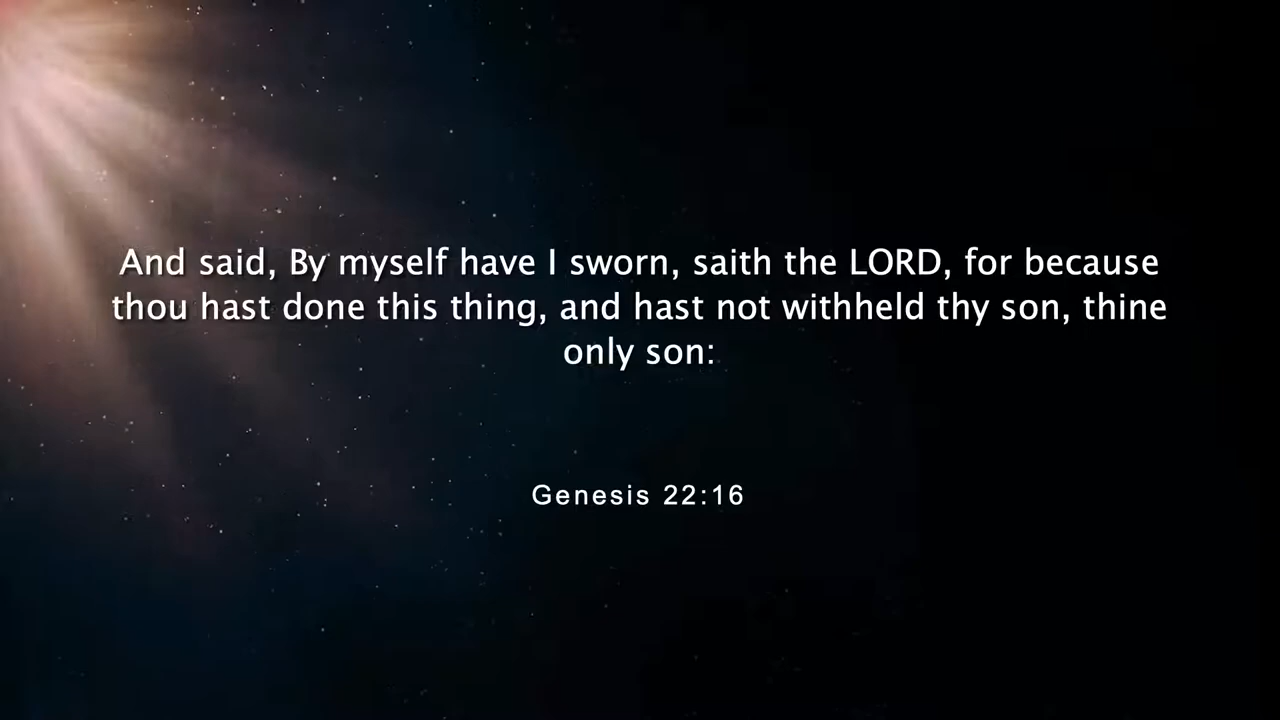 And said, By myself have I sworn, saith the LORD, for because
thou hast done this thing, and hast not withheld thy son, thine
only son:
Genesis 22:16